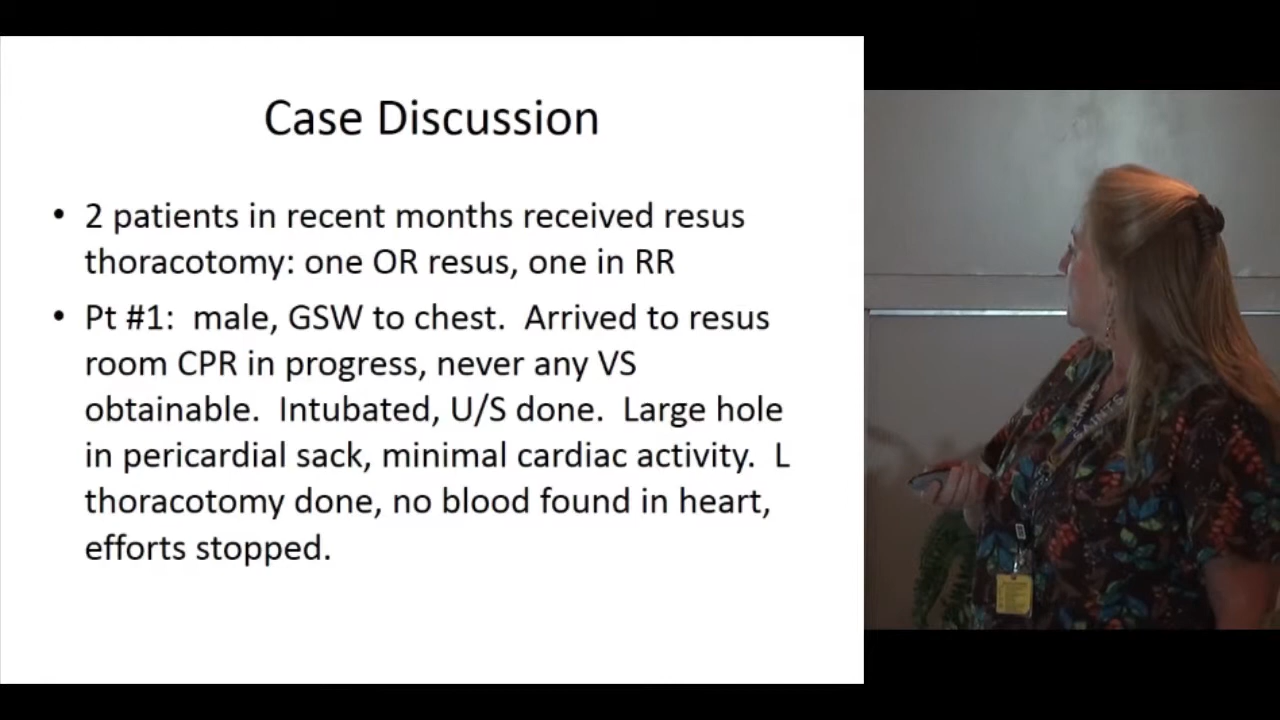 Case Discussion
• 2 patients in recent months received resus
thoracotomy: one OR resus, one in RR
• Pt #1:  male, GSW to chest.  Arrived to resus
room CPR in progress, never any VS
obtainable.  Intubated, U/S done.  Large hole
in pericardial sack, minimal cardiac activity.  L
thoracotomy done, no blood found in heart,
efforts stopped.